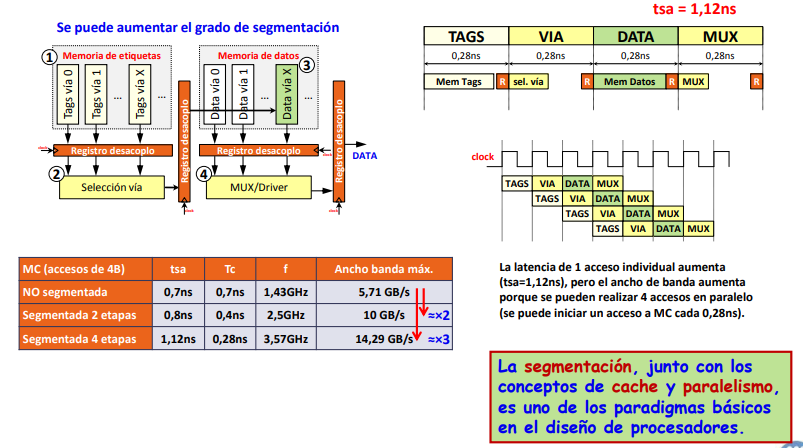 tsa = 1,12ns
Se puede aumentar el grado de segmentación
1 Memoria de etiquetas
Tags vía 0
Tags vía 1
...
Tags vía X
...
Memoria de datos 3
Data vía 0
Data vía 1
...
Data vía X
...
Registro desacoplo
Registro desacoplo
clock
Registro desacoplo
Registro desacoplo
clock
DATA
2
Selección vía
4
MUX/Driver
clock
clock
TAGS VIA DATA MUX
0,28ns 0,28ns 0,28ns 0,28ns
Mem Tags R sel. vía R Mem Datos R MUX R
clock
TAGS VIA DATA MUX
TAGS VIA DATA MUX
TAGS VIA DATA MUX
TAGS VIA DATA MUX
MC (accesos de 4B) tsa Tc f Ancho banda máx.
NO segmentada 0,7ns 0,7ns 1,43GHz 5,71 GB/s
Segmentada 2 etapas 0,8ns 0,4ns 2,5GHz 10 GB/s ≈×2
Segmentada 4 etapas 1,12ns 0,28ns 3,57GHz 14,29 GB/s ≈×3
La latencia de 1 acceso individual aumenta
(tsa=1,12ns), pero el ancho de banda aumenta
porque se pueden realizar 4 accesos en paralelo
(se puede iniciar un acceso a MC cada 0,28ns).
La segmentación, junto con los
conceptos de cache y paralelismo,
es uno de los paradigmas básicos
en el diseño de procesadores.